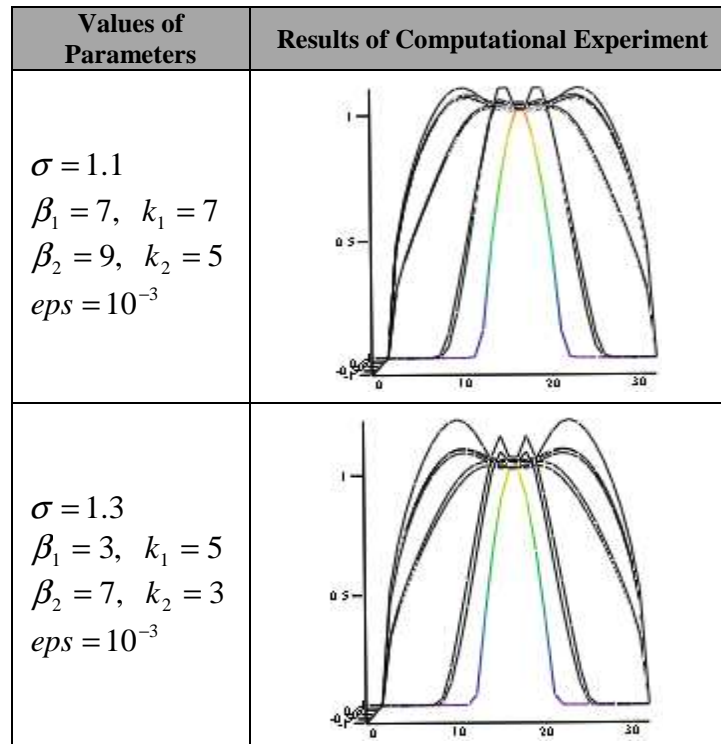 Values of Parameters
Results of Computational Experiment
σ = 1.1
β₁ = 7, k₁ = 7
β₂ = 9, k₂ = 5
eps = 10⁻³
1
0.5
0 10 20 30
σ = 1.3
β₁ = 3, k₁ = 5
β₂ = 7, k₂ = 3
eps = 10⁻³
1
0.5
0 10 20 30